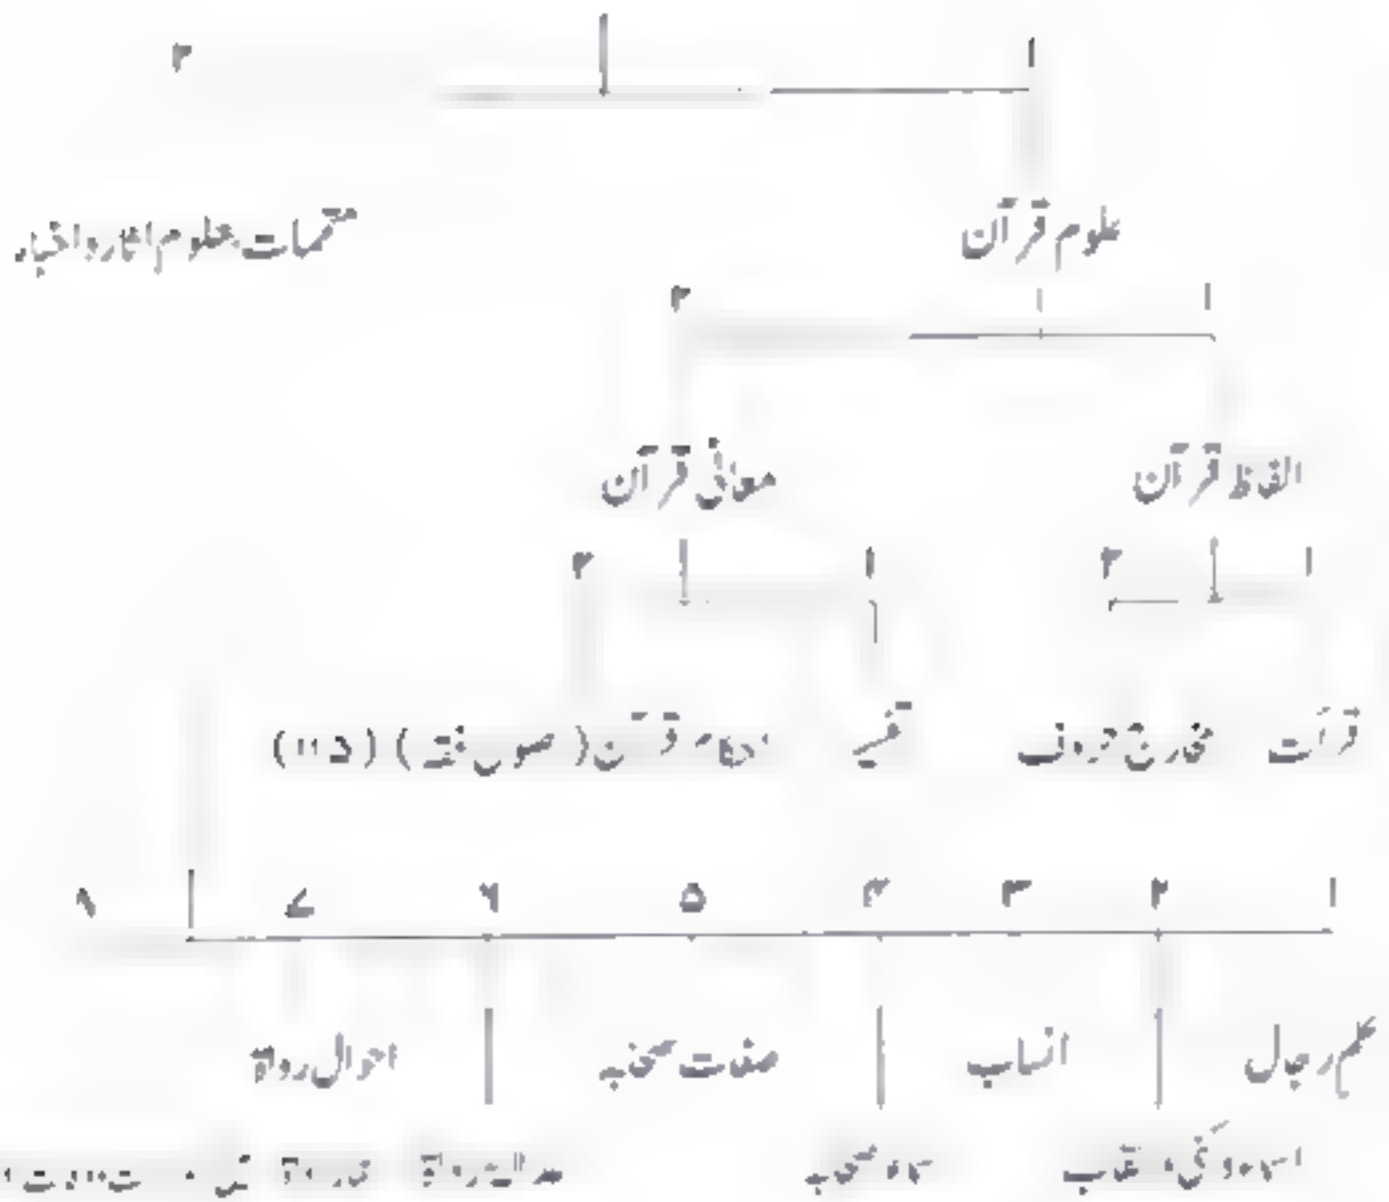 ۱ ۲
علوم قرآن متممات علوم آثار و اخبار
۱ ۲
الفاظ قرآن معانی قرآن
۱ ۲ ۱ ۲
قرأت مخارج حروف تفسیر
۱ ۲ ۳ ۴ ۵ ۶ ۷ ۸
علم رجال انساب صفات صحابہ احوال رواۃ